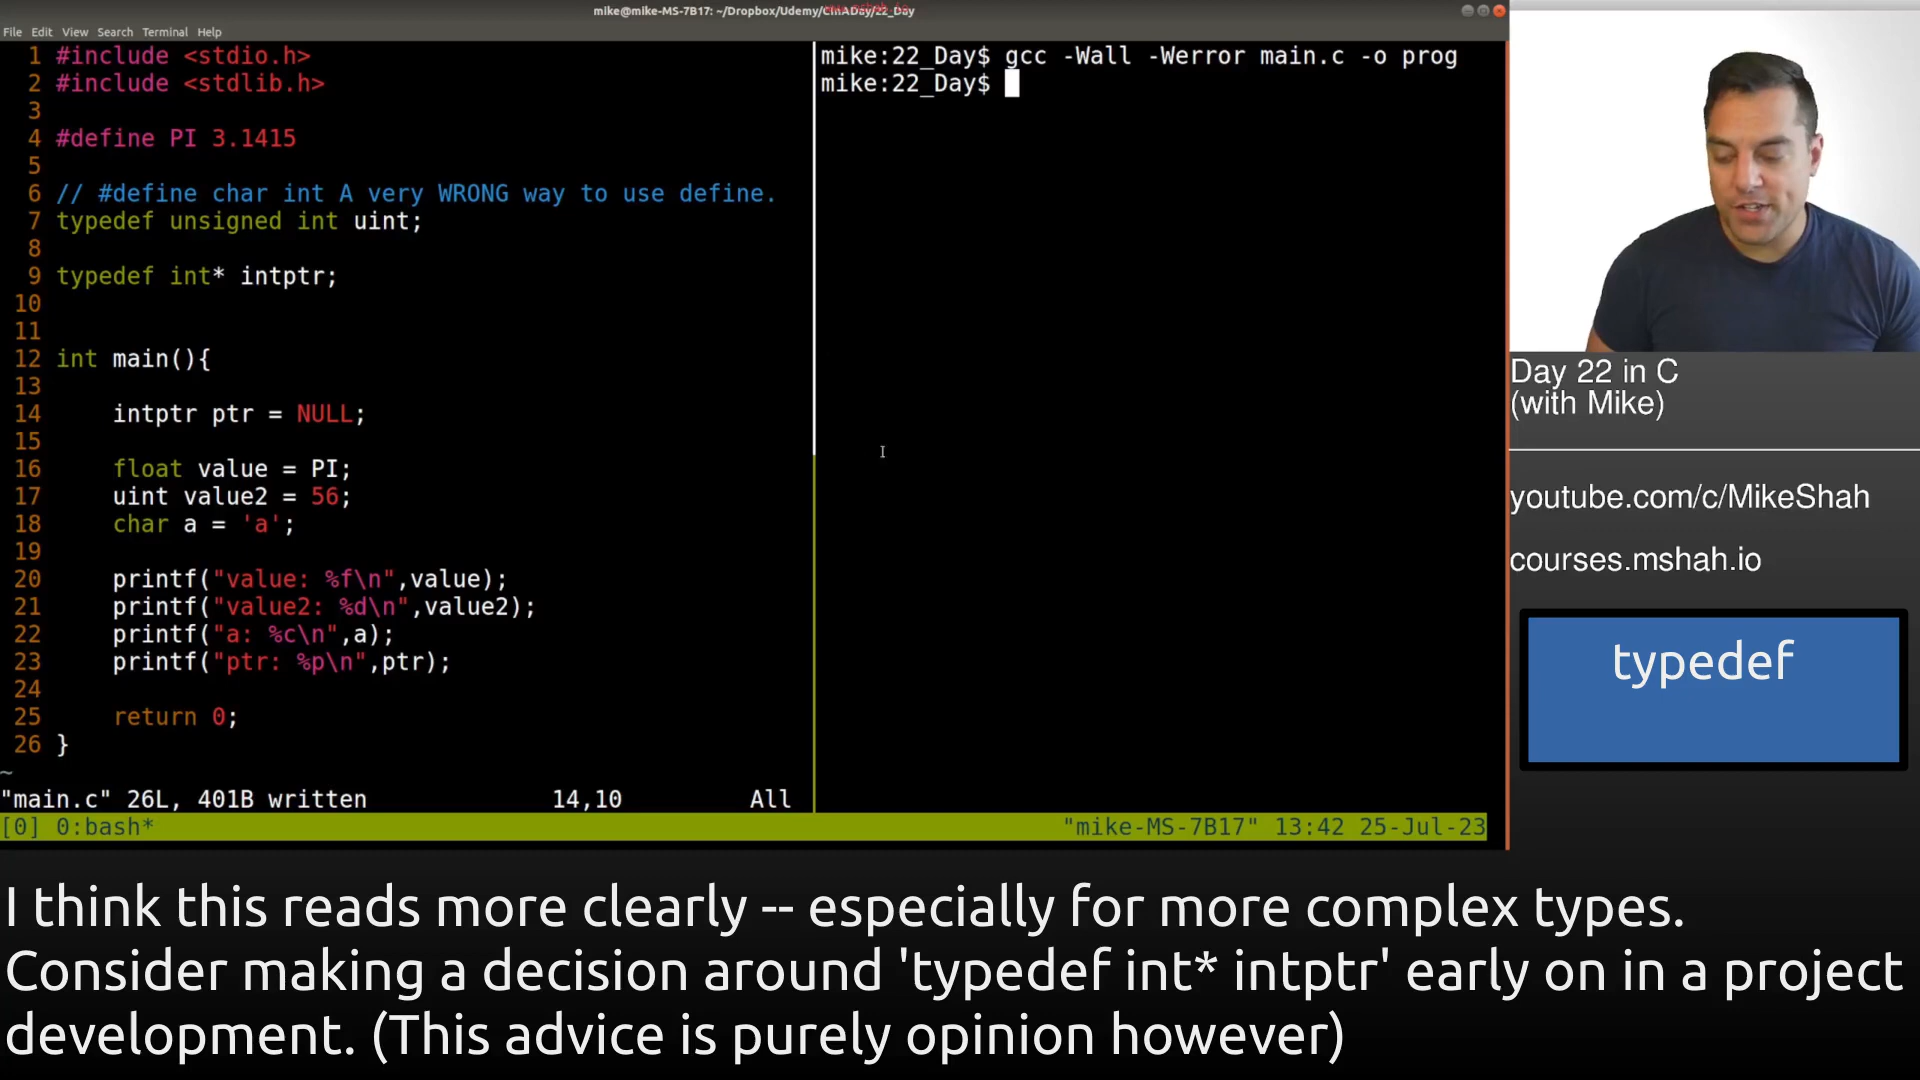 mike@mike-MS-7B17: ~/Dropbox/Udemy/CInADay/22_Day
File Edit View Search Terminal Help
1 #include <stdio.h>
2 #include <stdlib.h>
3
4 #define PI 3.1415
5
6 // #define char int A very WRONG way to use define.
7 typedef unsigned int uint;
8
9 typedef int* intptr;
10
11
12 int main(){
13
14 intptr ptr = NULL;
15
16 float value = PI;
17 uint value2 = 56;
18 char a = 'a';
19
20 printf("value: %f\n",value);
21 printf("value2: %d\n",value2);
22 printf("a: %c\n",a);
23 printf("ptr: %p\n",ptr);
24
25 return 0;
26 }
~
"main.c" 26L, 401B written 14,10 All
mike:22_Day$ gcc -Wall -Werror main.c -o prog
mike:22_Day$
[0] 0:bash* "mike-MS-7B17" 13:42 25-Jul-23
Day 22 in C
(with Mike)
youtube.com/c/MikeShah
courses.mshah.io
typedef
I think this reads more clearly -- especially for more complex types.
Consider making a decision around 'typedef int* intptr' early on in a project
development. (This advice is purely opinion however)